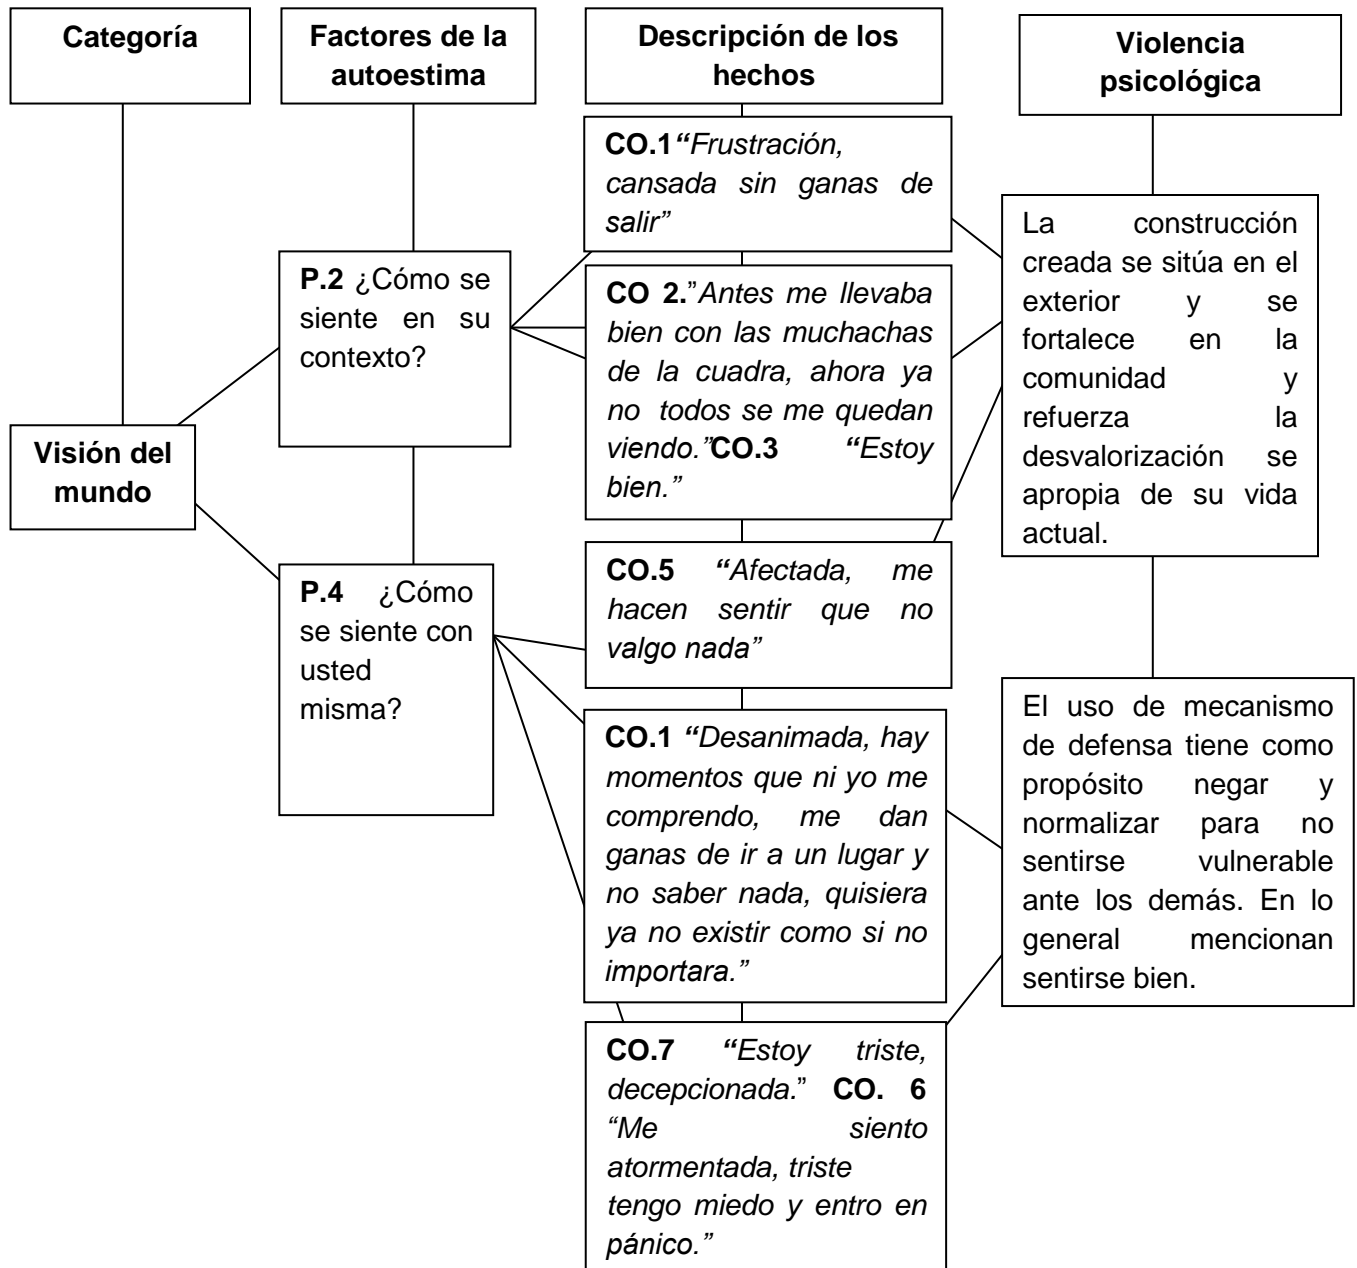 Categoría
Factores de la
autoestima
Descripción de los
hechos
Violencia
psicológica
Visión del
mundo
P.2 ¿Cómo se
siente en su
contexto?
P.4 ¿Cómo
se siente con
usted
misma?
CO.1“Frustración,
cansada sin ganas de
salir”
CO 2.”Antes me llevaba
bien con las muchachas
de la cuadra, ahora ya
no todos se me quedan
viendo.”CO.3 “Estoy
bien.”
CO.5 “Afectada, me
hacen sentir que no
valgo nada”
CO.1 “Desanimada, hay
momentos que ni yo me
comprendo, me dan
ganas de ir a un lugar y
no saber nada, quisiera
ya no existir como si no
importara.”
CO.7 “Estoy triste,
decepcionada.” CO. 6
“Me siento
atormentada, triste
tengo miedo y entro en
pánico.”
La construcción
creada se sitúa en el
exterior y se
fortalece en la
comunidad y
refuerza la
desvalorización se
apropia de su vida
actual.
El uso de mecanismo
de defensa tiene como
propósito negar y
normalizar para no
sentirse vulnerable
ante los demás. En lo
general mencionan
sentirse bien.